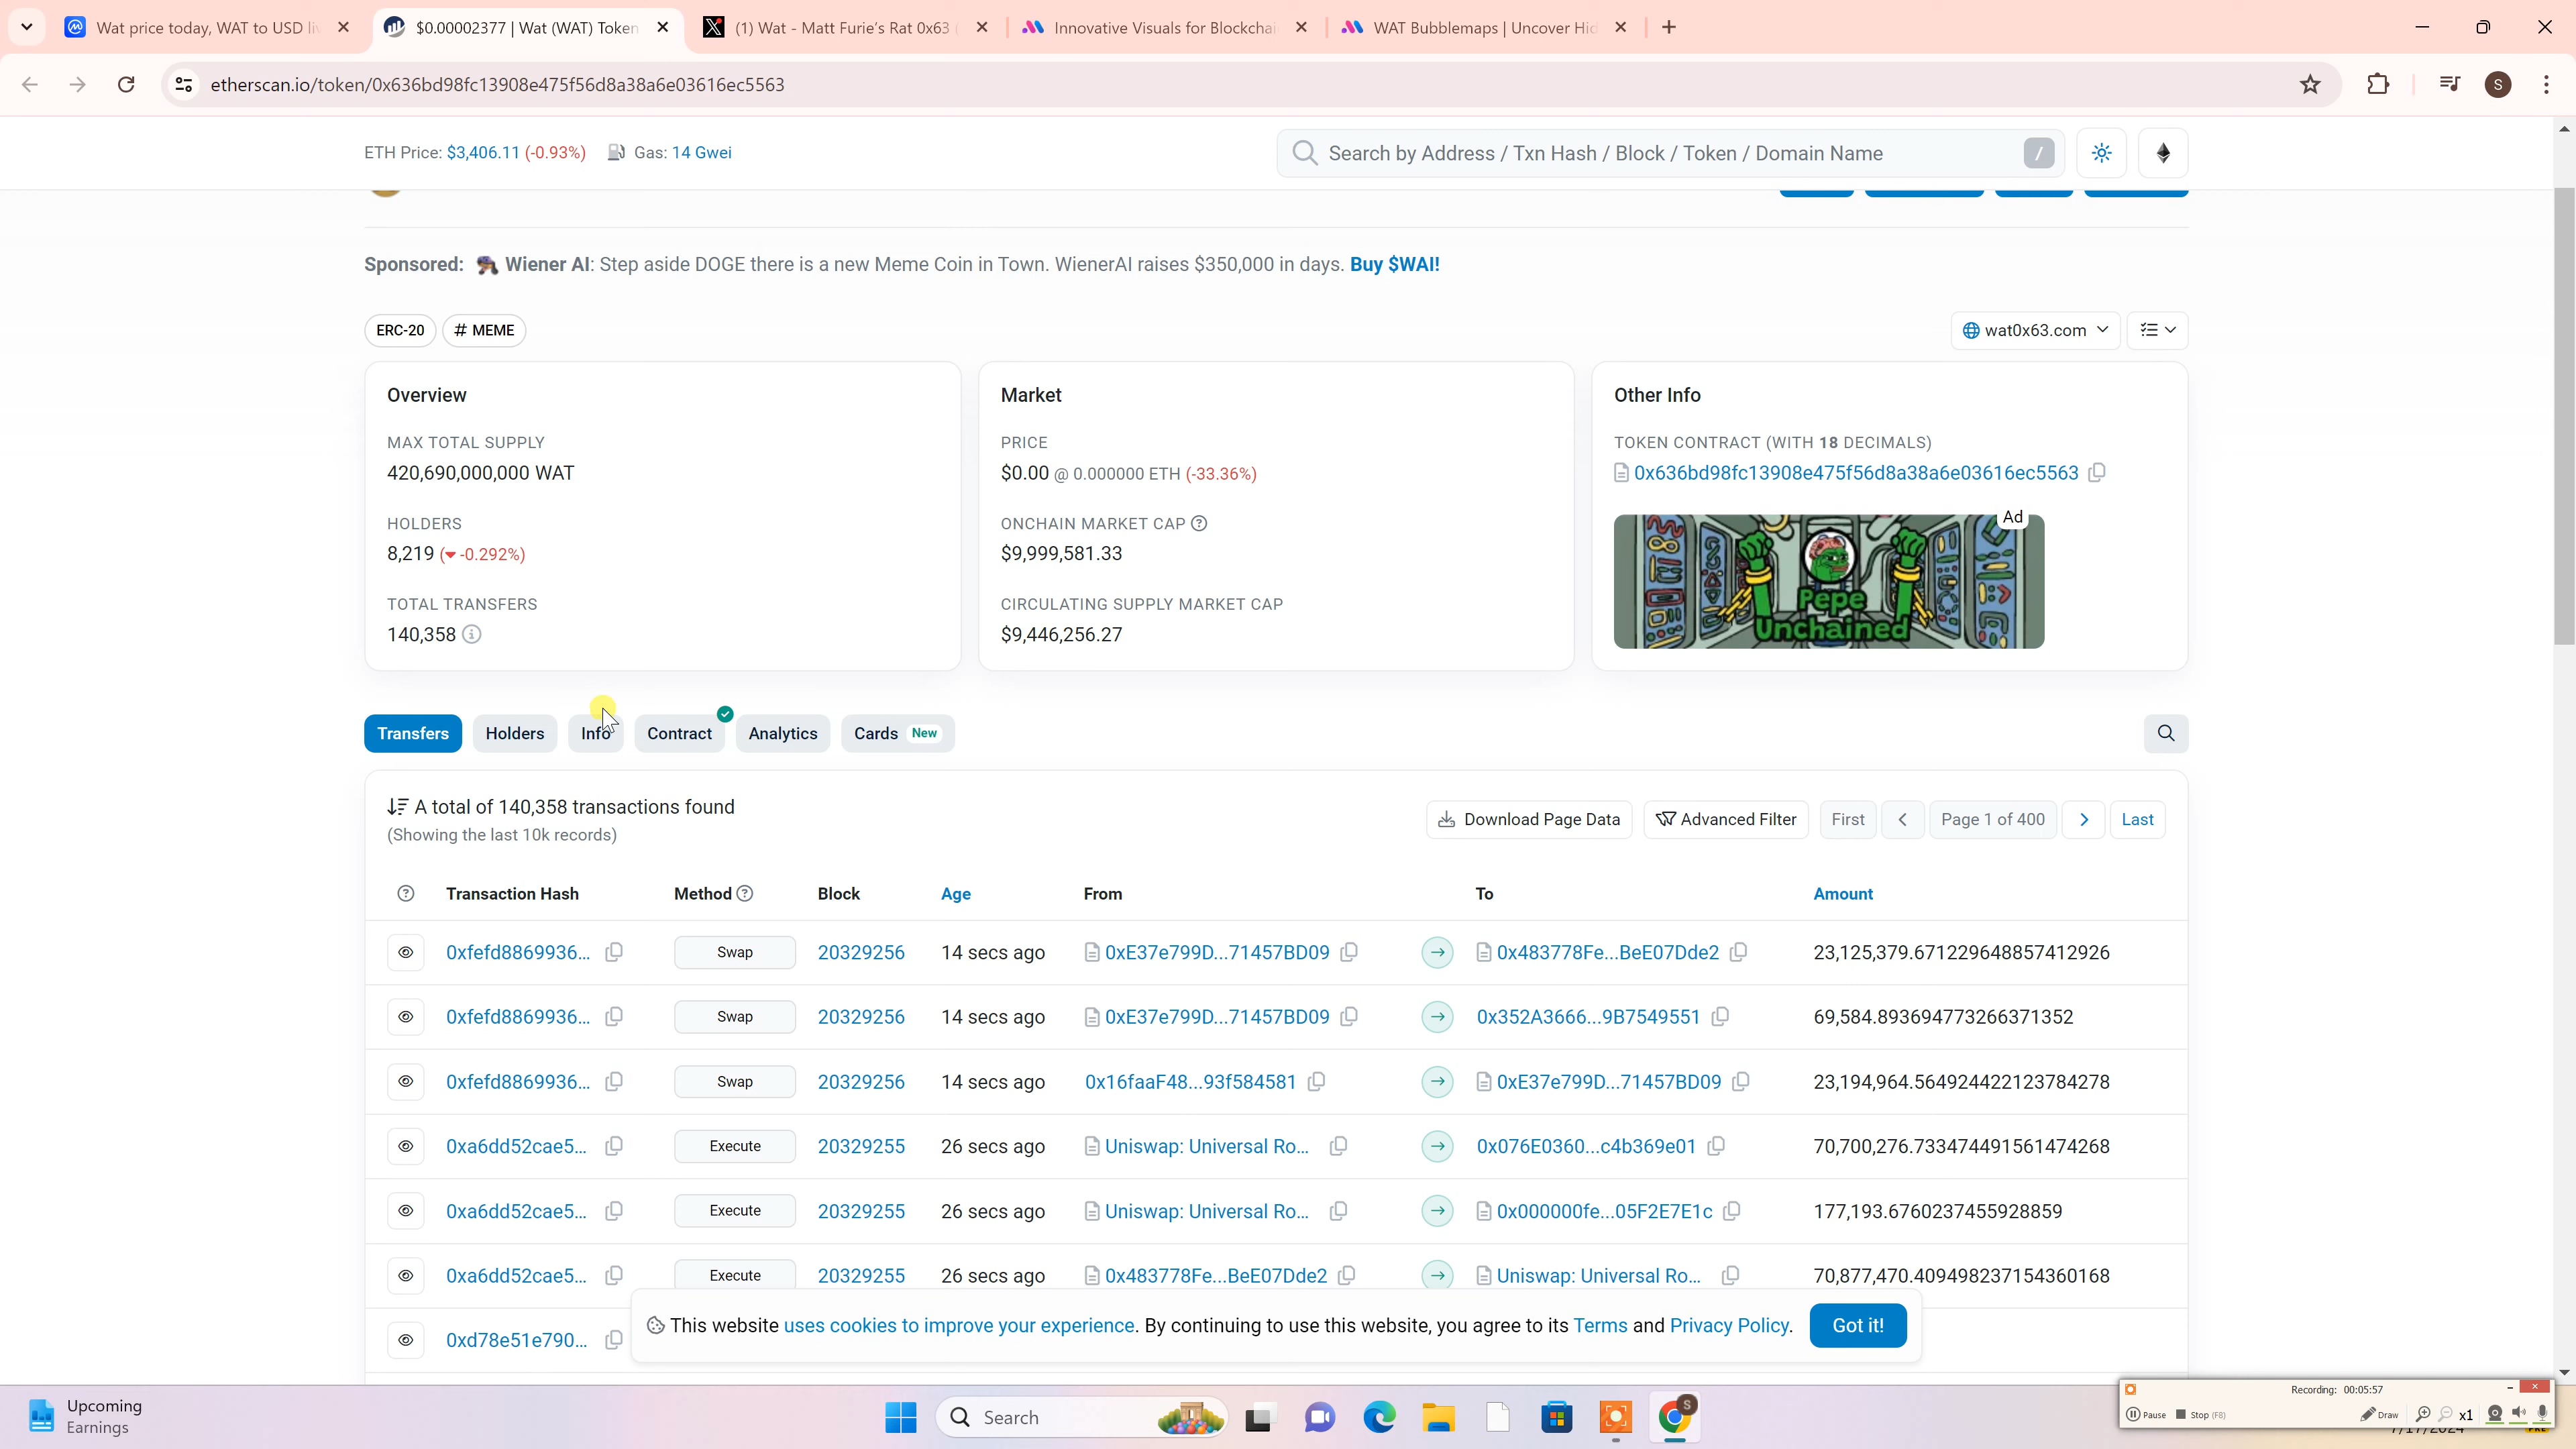 Wat price today, WAT to USD li
$0.00002377 | Wat (WAT) Token
(1) Wat - Matt Furie's Rat 0x63 (
Innovative Visuals for Blockchai
WAT Bubblemaps | Uncover Hid
etherscan.io/token/0x636bd98fc13908e475f56d8a38a6e03616ec5563
S
ETH Price: $3,406.11 (-0.93%) Gas: 14 Gwei
Search by Address / Txn Hash / Block / Token / Domain Name /
Sponsored: Wiener AI: Step aside DOGE there is a new Meme Coin in Town. WienerAI raises $350,000 in days. Buy $WAI!
ERC-20 # MEME wat0x63.com
Overview
MAX TOTAL SUPPLY
420,690,000,000 WAT
HOLDERS
8,219 (-0.292%)
TOTAL TRANSFERS
140,358
Market
PRICE
$0.00 @ 0.000000 ETH (-33.36%)
ONCHAIN MARKET CAP
$9,999,581.33
CIRCULATING SUPPLY MARKET CAP
$9,446,256.27
Other Info
TOKEN CONTRACT (WITH 18 DECIMALS)
0x636bd98fc13908e475f56d8a38a6e03616ec5563
Ad
Pepe
Unchained
Transfers Holders Info Contract Analytics Cards New
A total of 140,358 transactions found
(Showing the last 10k records)
Download Page Data Advanced Filter First Page 1 of 400 Last
Transaction Hash Method Block Age From To Amount
0xfefd8869936... Swap 20329256 14 secs ago 0xE37e799D...71457BD09 0x483778Fe...BeE07Dde2 23,125,379.671229648857412926
0xfefd8869936... Swap 20329256 14 secs ago 0xE37e799D...71457BD09 0x352A3666...9B7549551 69,584.893694773266371352
0xfefd8869936... Swap 20329256 14 secs ago 0x16faaF48...93f584581 0xE37e799D...71457BD09 23,194,964.564924422123784278
0xa6dd52cae5... Execute 20329255 26 secs ago Uniswap: Universal Ro... 0x076E0360...c4b369e01 70,700,276.733474491561474268
0xa6dd52cae5... Execute 20329255 26 secs ago Uniswap: Universal Ro... 0x000000fe...05F2E7E1c 177,193.6760237455928859
0xa6dd52cae5... Execute 20329255 26 secs ago 0x483778Fe...BeE07Dde2 Uniswap: Universal Ro... 70,877,470.409498237154360168
0xd78e51e790...
This website uses cookies to improve your experience. By continuing to use this website, you agree to its Terms and Privacy Policy. Got it!
Upcoming
Earnings
Search
S
Recording: 00:05:57
Pause Stop (F8) Draw x1
7/17/2024